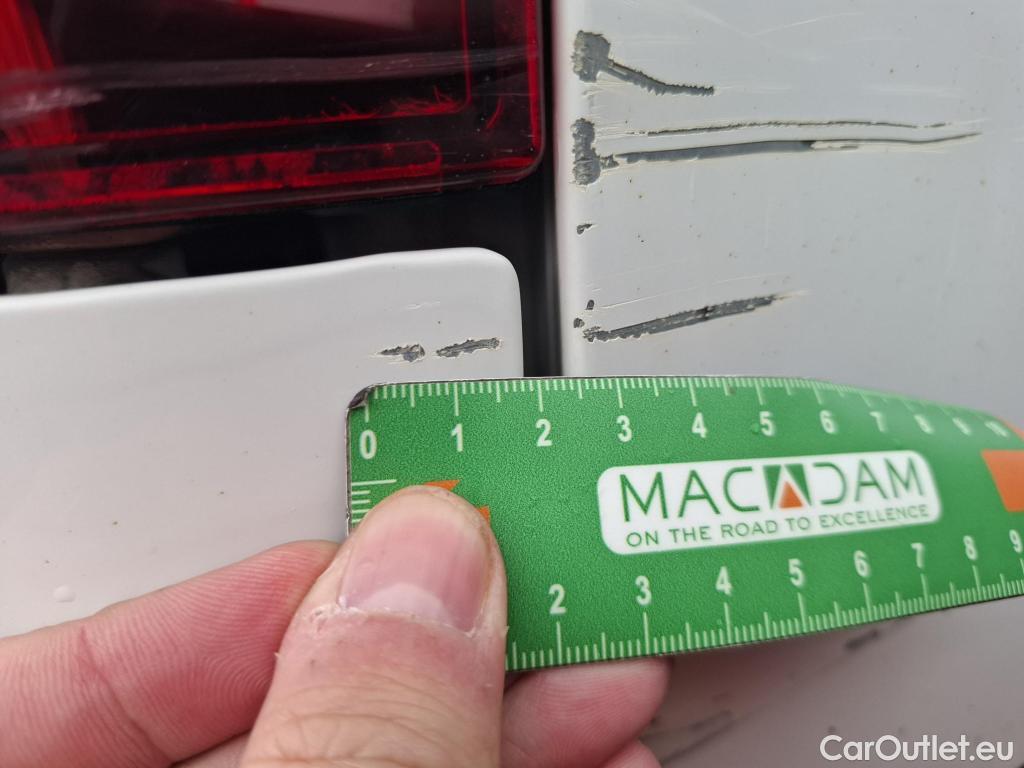 0 1 2 3 4 5 6 7 8 9 10
MACADAM
ON THE ROAD TO EXCELLENCE
2 3 4 5 6 7 8 9
CarOutlet.eu